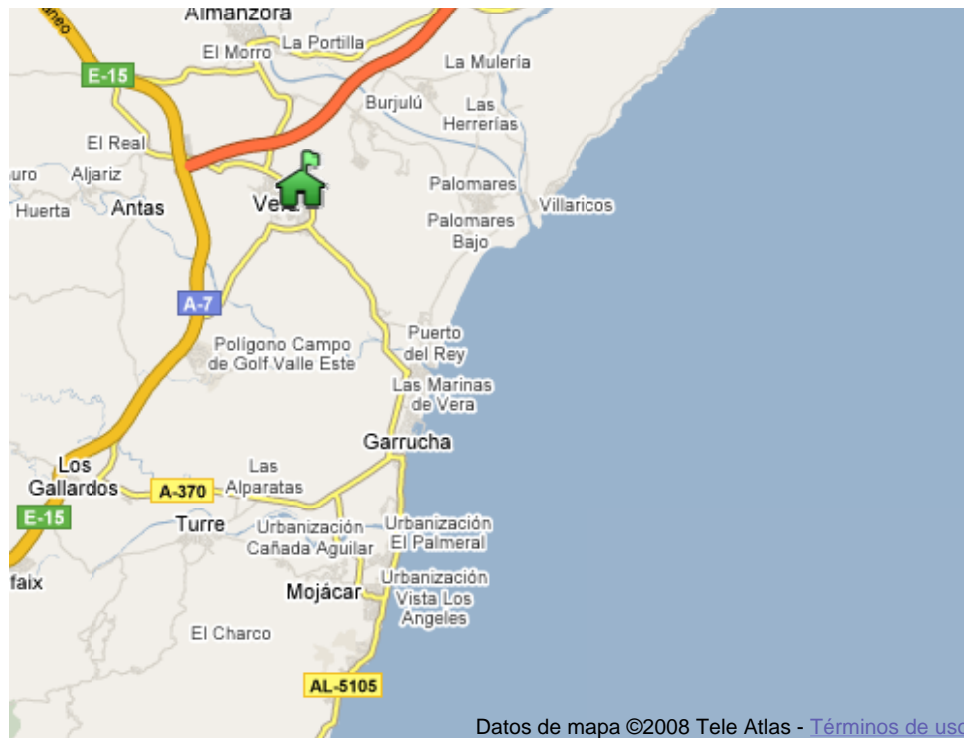 Almanzora
La Portilla
El Morro
La Mulería
E-15
Burjulú
Las
Herrerías
El Real
Aljariz
Palomares
Huerta
Antas
Villaricos
Palomares
Bajo
A-7
Puerto
del Rey
Polígono Campo
de Golf Valle Este
Las Marinas
de Vera
Garrucha
Los
Gallardos
Las
Alparatas
A-370
E-15
Turre
Urbanización
Cañada Aguilar
Urbanización
El Palmeral
Mojácar
Urbanización
Vista Los
Angeles
El Charco
AL-5105
Datos de mapa ©2008 Tele Atlas - Términos de uso